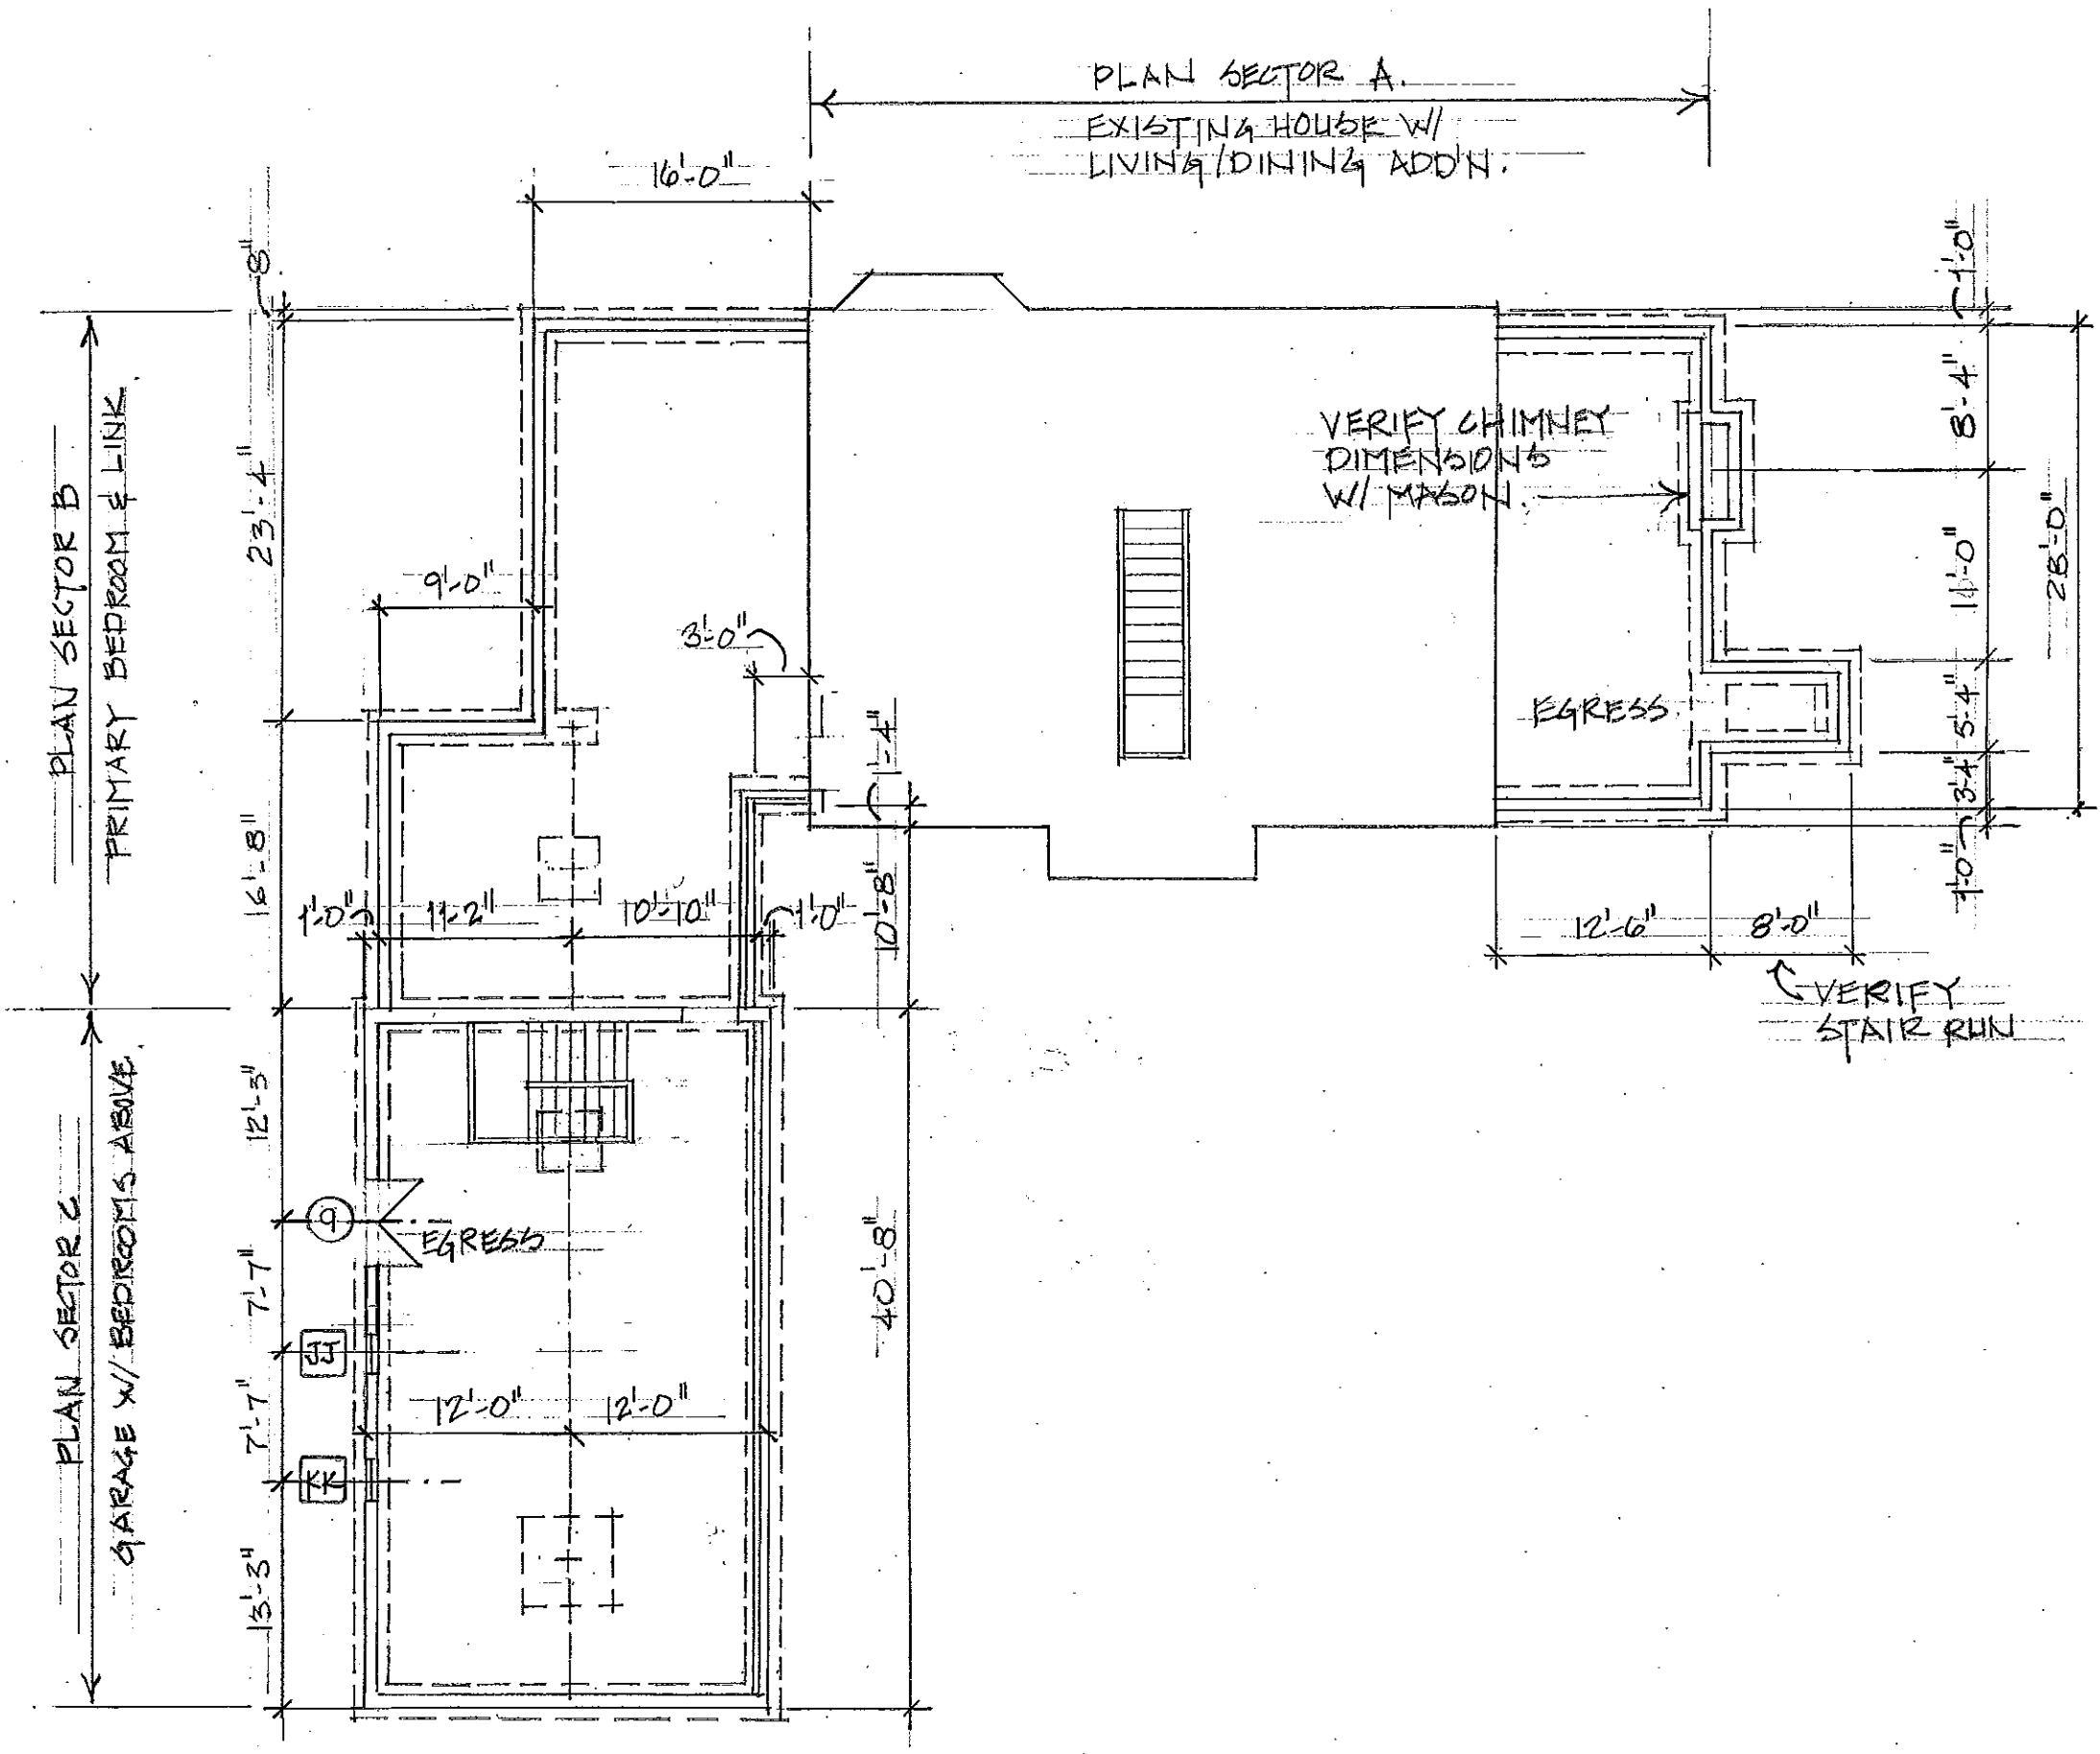 PLAN SECTOR A.
EXISTING HOUSE W/
LIVING/DINING ADD'N.
16'-0"
8"
1'-0"
PLAN SECTOR B
PRIMARY BEDROOM & LINK
23'-4"
9'-0"
3'-0"
VERIFY CHIMNEY
DIMENSIONS
W/ MASON.
8'-4"
11'-0"
28'-0"
EGRESS
5'-4"
3'-4"
1'-0"
1'-4"
16'-8"
1'-0"
11'-2"
10'-10"
1'-0"
10'-8"
12'-6"
8'-0"
VERIFY
STAIR RUN
PLAN SECTOR C
GARAGE W/ BEDROOMS ABOVE
12'-3"
9
EGRESS
7'-7"
JJ
40'-8"
7'-7"
12'-0"
12'-0"
KK
13'-3"